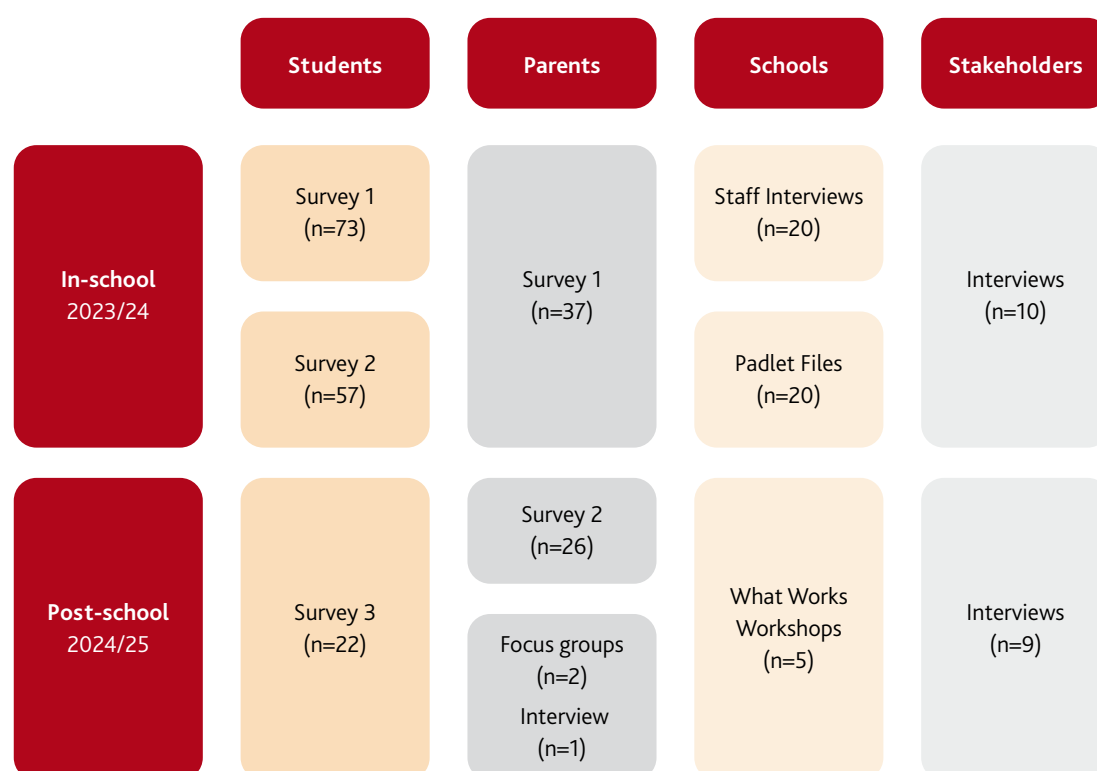 Students
Parents
Schools
Stakeholders
In-school
2023/24
Survey 1
(n=73)
Survey 2
(n=57)
Survey 1
(n=37)
Staff Interviews
(n=20)
Padlet Files
(n=20)
Interviews
(n=10)
Post-school
2024/25
Survey 3
(n=22)
Survey 2
(n=26)
Focus groups
(n=2)
Interview
(n=1)
What Works
Workshops
(n=5)
Interviews
(n=9)